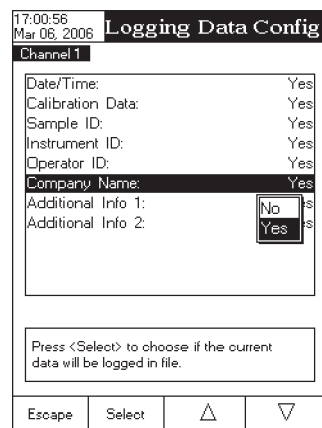 17:00:56
Mar 06, 2006
Logging Data Config
Channel 1
Date/Time: Yes
Calibration Data: Yes
Sample ID: Yes
Instrument ID: Yes
Operator ID: Yes
Company Name: Yes
Additional Info 1: s
Additional Info 2: s
No
Yes
Press <Select> to choose if the current
data will be logged in file.
Escape Select △ ▽